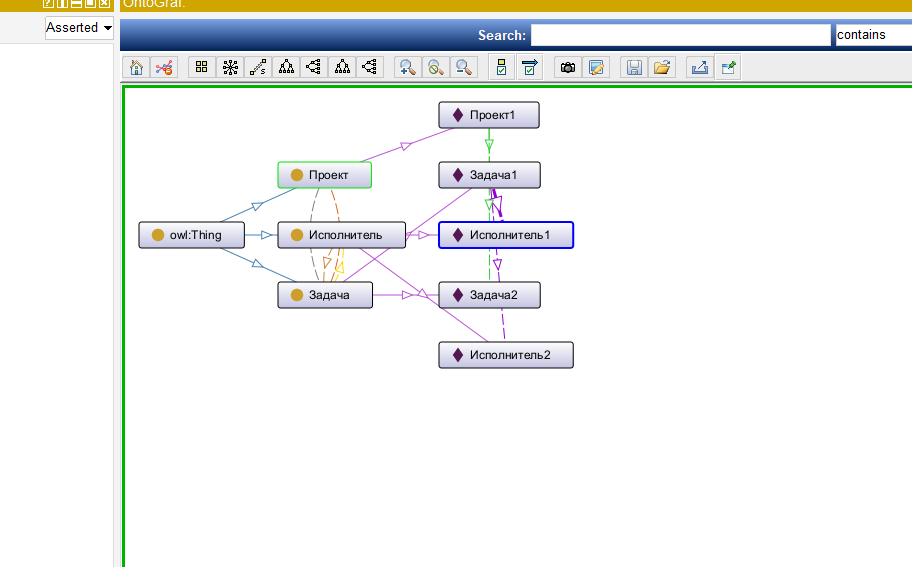 OntoGraf:
Asserted
Search:
contains
Проект1
Проект
Задача1
owl:Thing
Исполнитель
Исполнитель1
Задача
Задача2
Исполнитель2